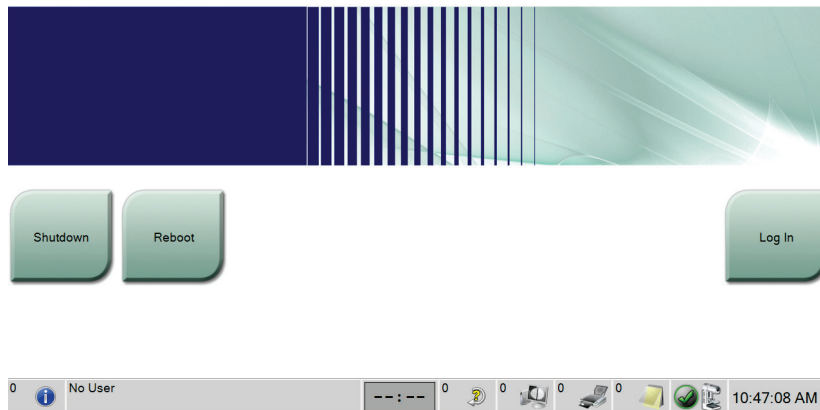 Shutdown
Reboot
Log In
0
No User
--:--
0
0
0
0
10:47:08 AM